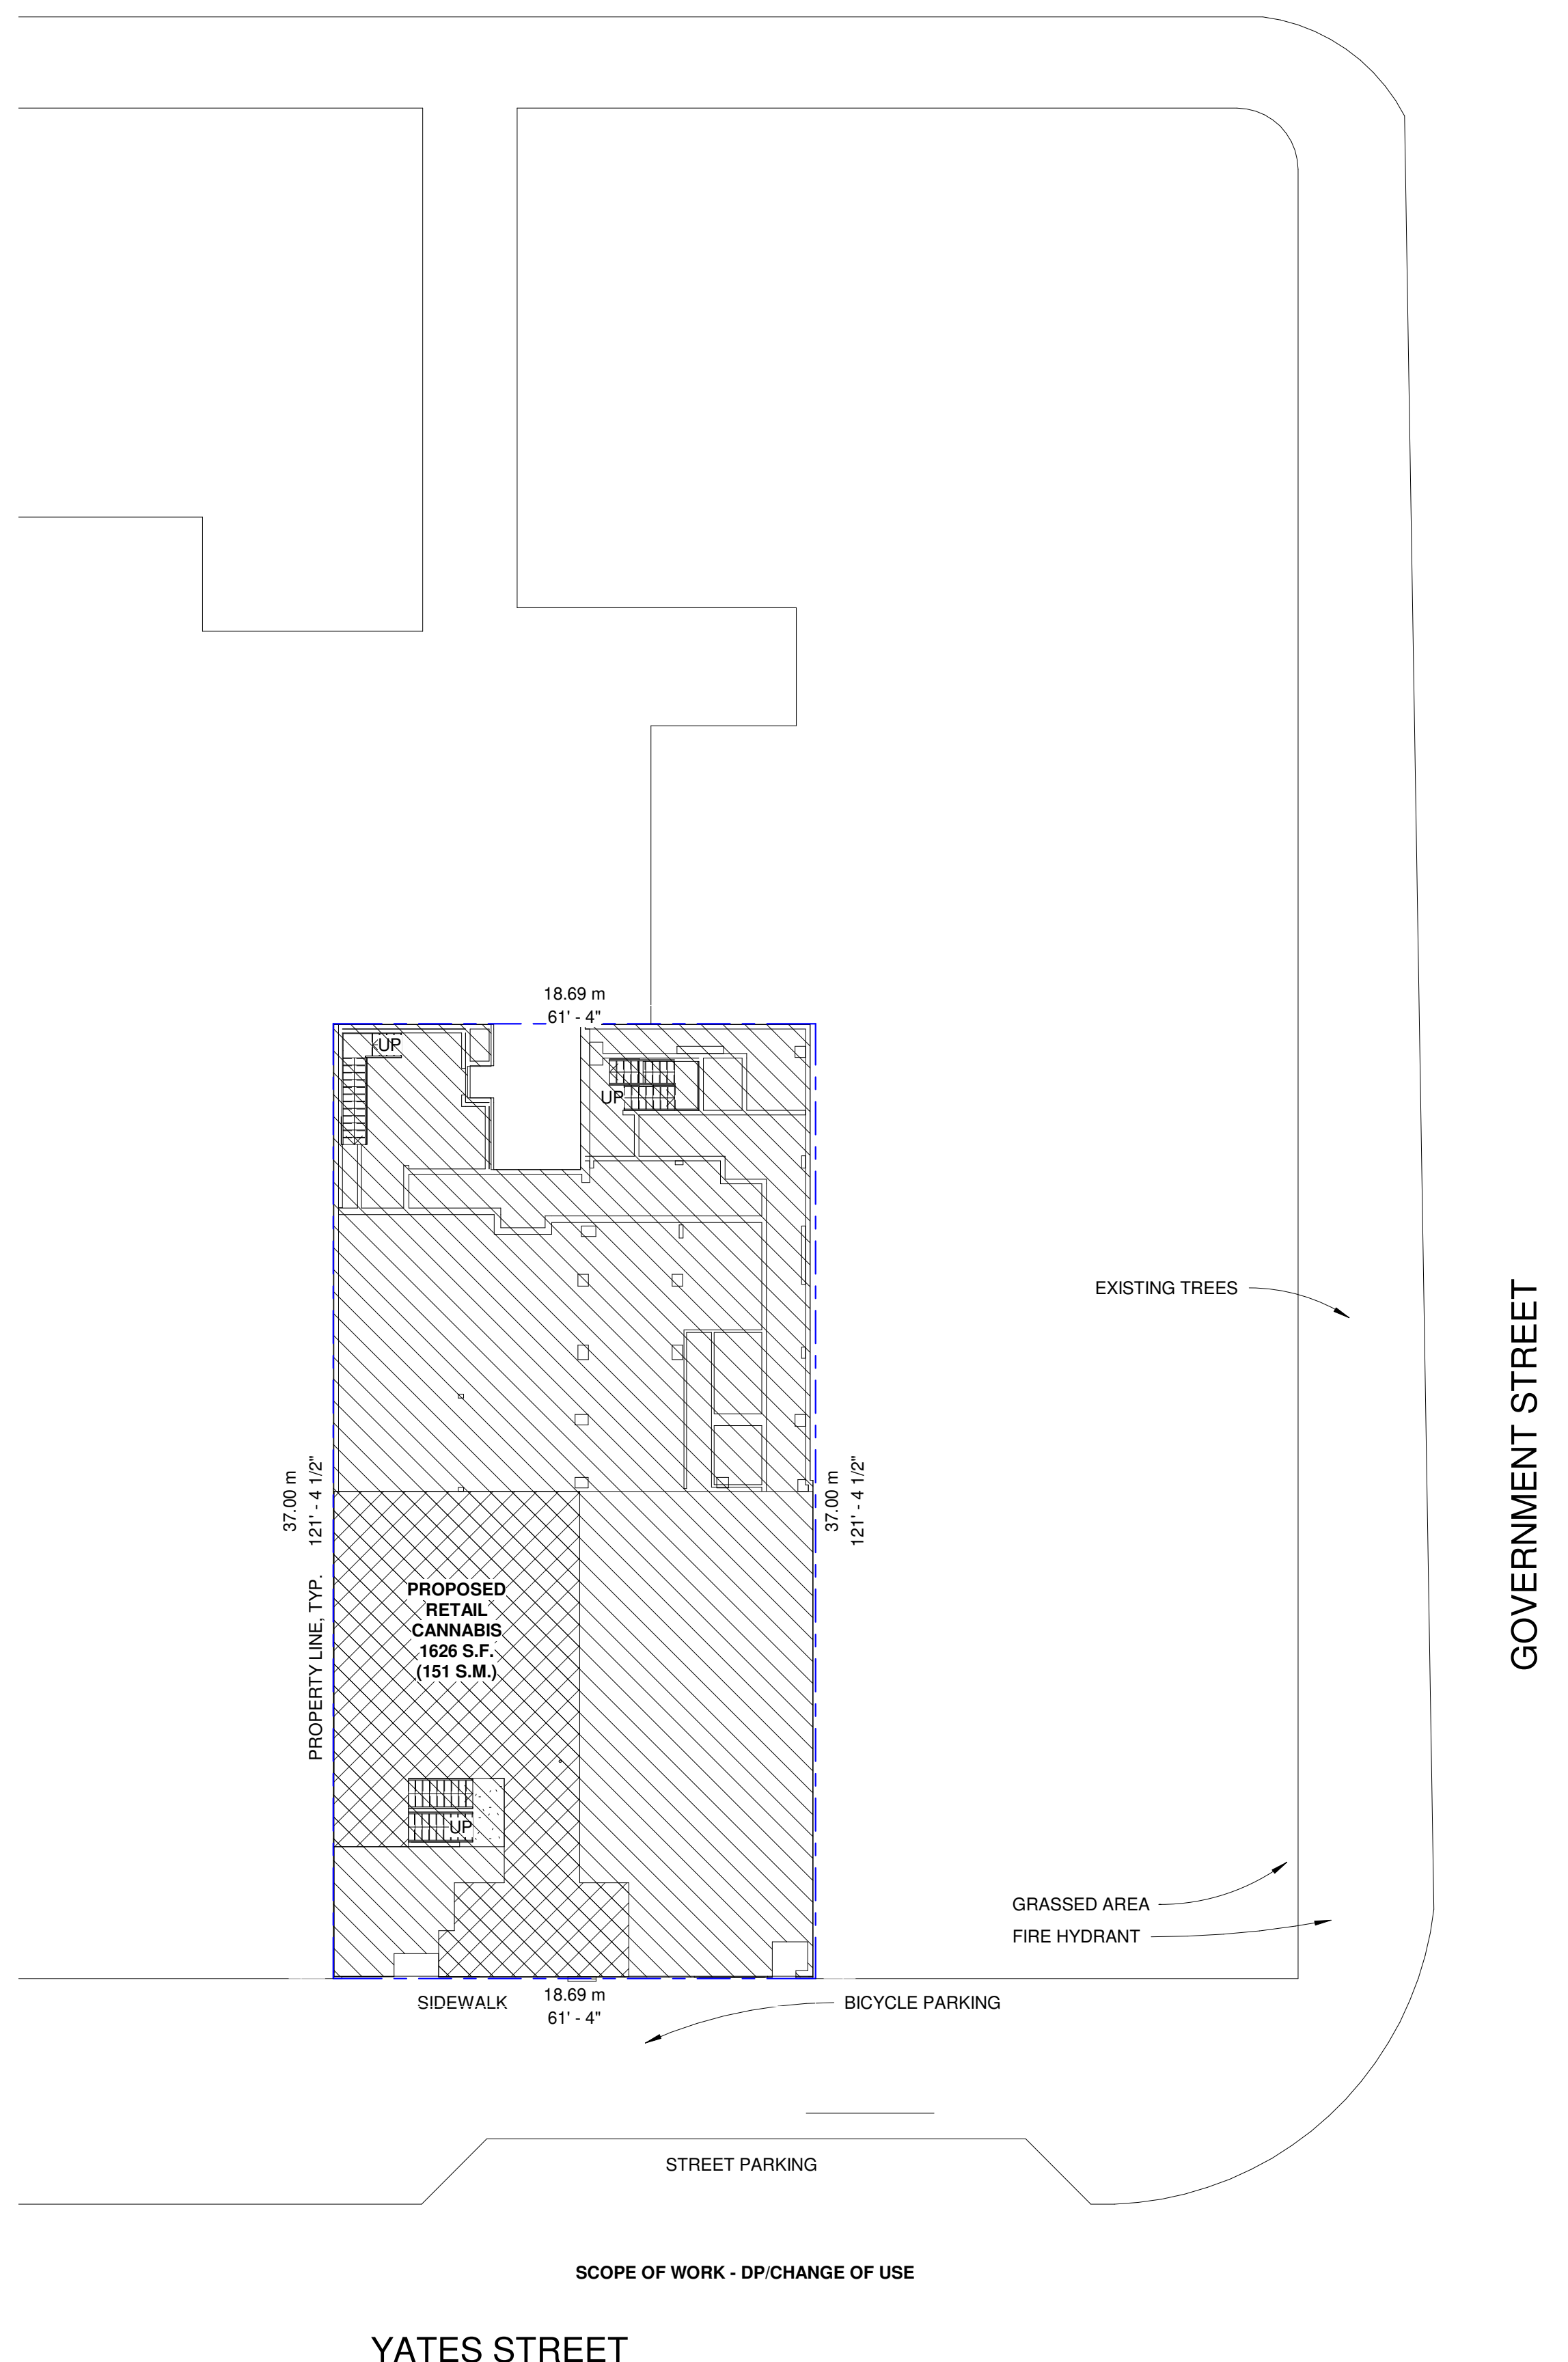 18.69 m
61' - 4"
UP
UP
EXISTING TREES
GOVERNMENT STREET
37.00 m
121' - 4 1/2"
37.00 m
121' - 4 1/2"
PROPERTY LINE, TYP.
PROPOSED
RETAIL
CANNABIS
1626 S.F.
(151 S.M.)
UP
GRASSED AREA
FIRE HYDRANT
SIDEWALK
18.69 m
61' - 4"
BICYCLE PARKING
STREET PARKING
SCOPE OF WORK - DP/CHANGE OF USE
YATES STREET